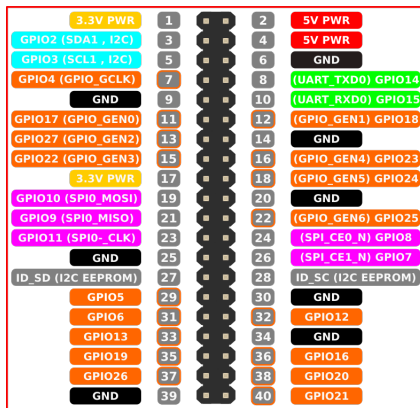 3.3V PWR 1 2 5V PWR
GPIO2 (SDA1 , I2C) 3 4 5V PWR
GPIO3 (SCL1 , I2C) 5 6 GND
GPIO4 (GPIO_GCLK) 7 8 (UART_TXD0) GPIO14
GND 9 10 (UART_RXD0) GPIO15
GPIO17 (GPIO_GEN0) 11 12 (GPIO_GEN1) GPIO18
GPIO27 (GPIO_GEN2) 13 14 GND
GPIO22 (GPIO_GEN3) 15 16 (GPIO_GEN4) GPIO23
3.3V PWR 17 18 (GPIO_GEN5) GPIO24
GPIO10 (SPI0_MOSI) 19 20 GND
GPIO9 (SPI0_MISO) 21 22 (GPIO_GEN6) GPIO25
GPIO11 (SPI0-_CLK) 23 24 (SPI_CE0_N) GPIO8
GND 25 26 (SPI_CE1_N) GPIO7
ID_SD (I2C EEPROM) 27 28 ID_SC (I2C EEPROM)
GPIO5 29 30 GND
GPIO6 31 32 GPIO12
GPIO13 33 34 GND
GPIO19 35 36 GPIO16
GPIO26 37 38 GPIO20
GND 39 40 GPIO21